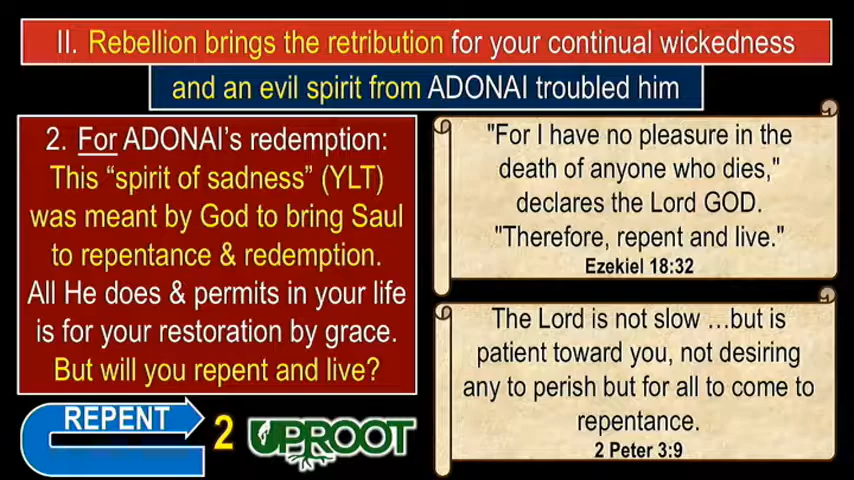 II. Rebellion brings the retribution for your continual wickedness
and an evil spirit from ADONAI troubled him
2. For ADONAI's redemption:
This "spirit of sadness" (YLT)
was meant by God to bring Saul
to repentance & redemption.
All He does & permits in your life
is for your restoration by grace.
But will you repent and live?
REPENT
2 UPROOT
"For I have no pleasure in the
death of anyone who dies,"
declares the Lord GOD.
"Therefore, repent and live."
Ezekiel 18:32
The Lord is not slow …but is
patient toward you, not desiring
any to perish but for all to come to
repentance.
2 Peter 3:9